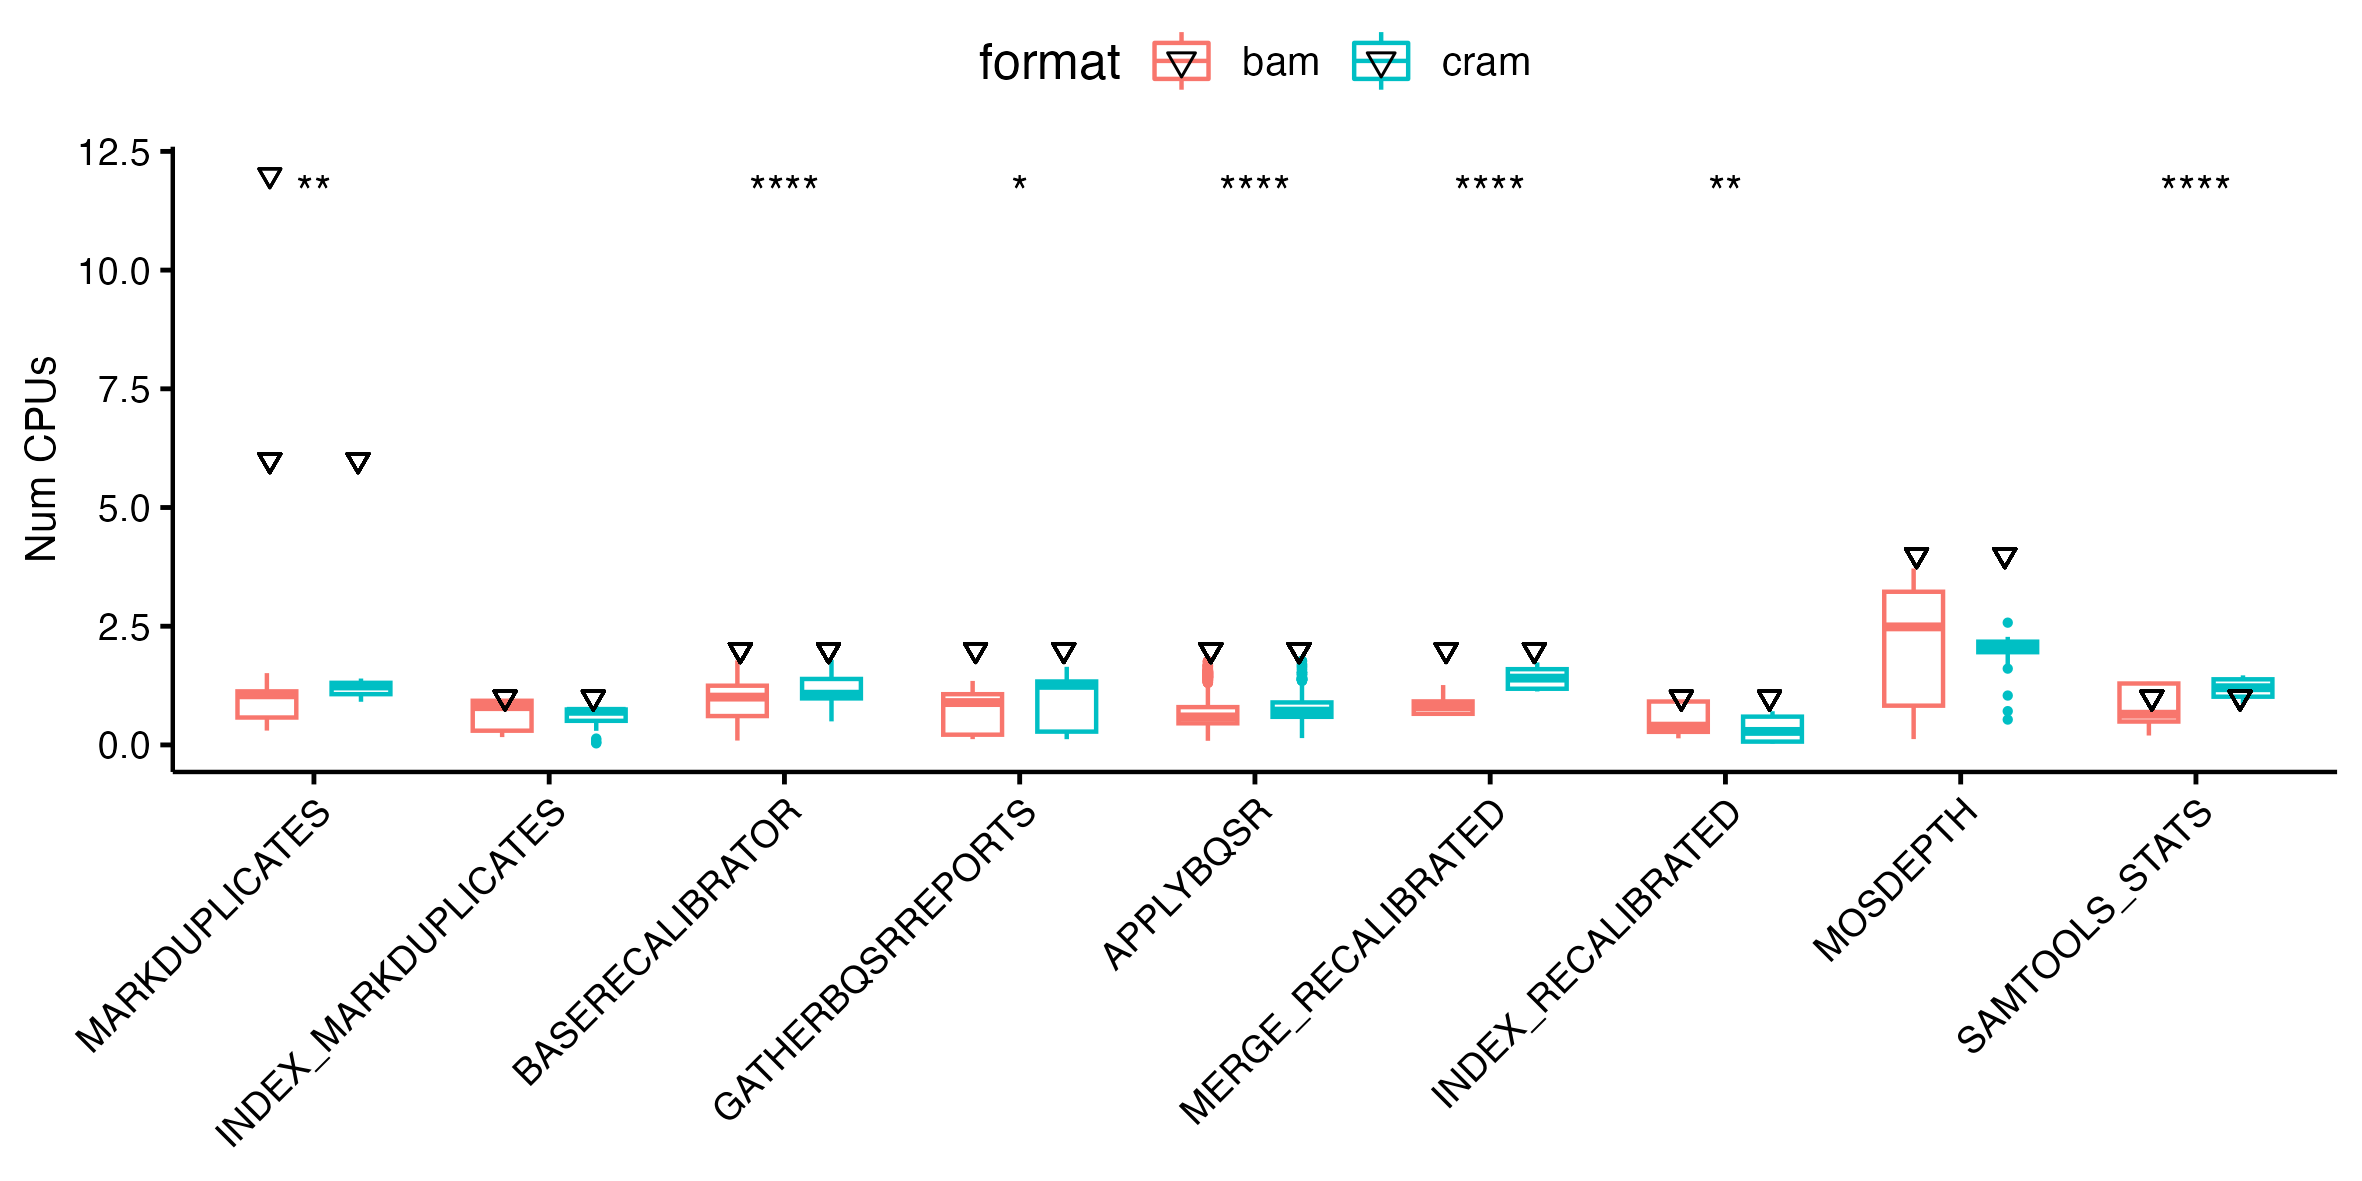 format bam cram
12.5
10.0
7.5
5.0
2.5
0.0
Num CPUs
** **** * **** **** ** ****
MARKDUPLICATES
INDEX_MARKDUPLICATES
BASERECALIBRATOR
GATHERBQSRREPORTS
APPLYBQSR
MERGE_RECALIBRATED
INDEX_RECALIBRATED
MOSDEPTH
SAMTOOLS_STATS